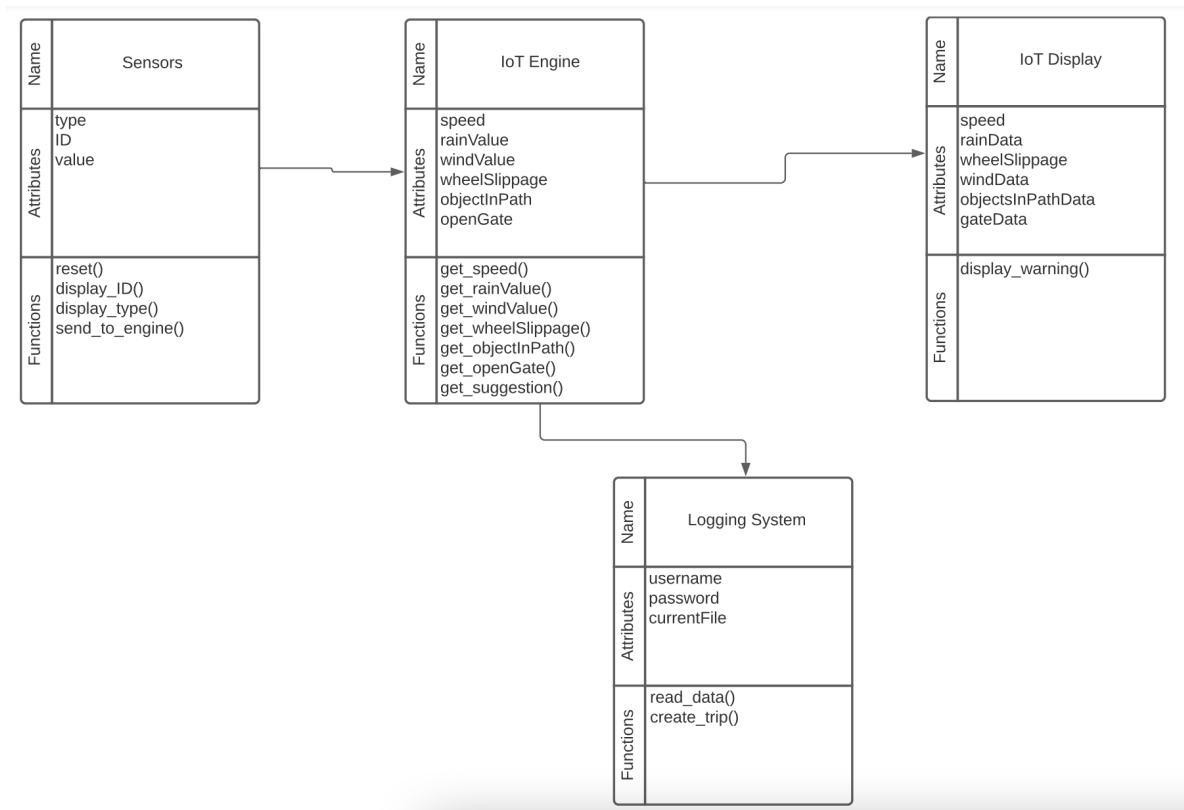 Name
Sensors
Attributes
type
ID
value
Functions
reset()
display_ID()
display_type()
send_to_engine()
Name
IoT Engine
Attributes
speed
rainValue
windValue
wheelSlippage
objectInPath
openGate
Functions
get_speed()
get_rainValue()
get_windValue()
get_wheelSlippage()
get_objectInPath()
get_openGate()
get_suggestion()
Name
IoT Display
Attributes
speed
rainData
wheelSlippage
windData
objectsInPathData
gateData
Functions
display_warning()
Name
Logging System
Attributes
username
password
currentFile
Functions
read_data()
create_trip()